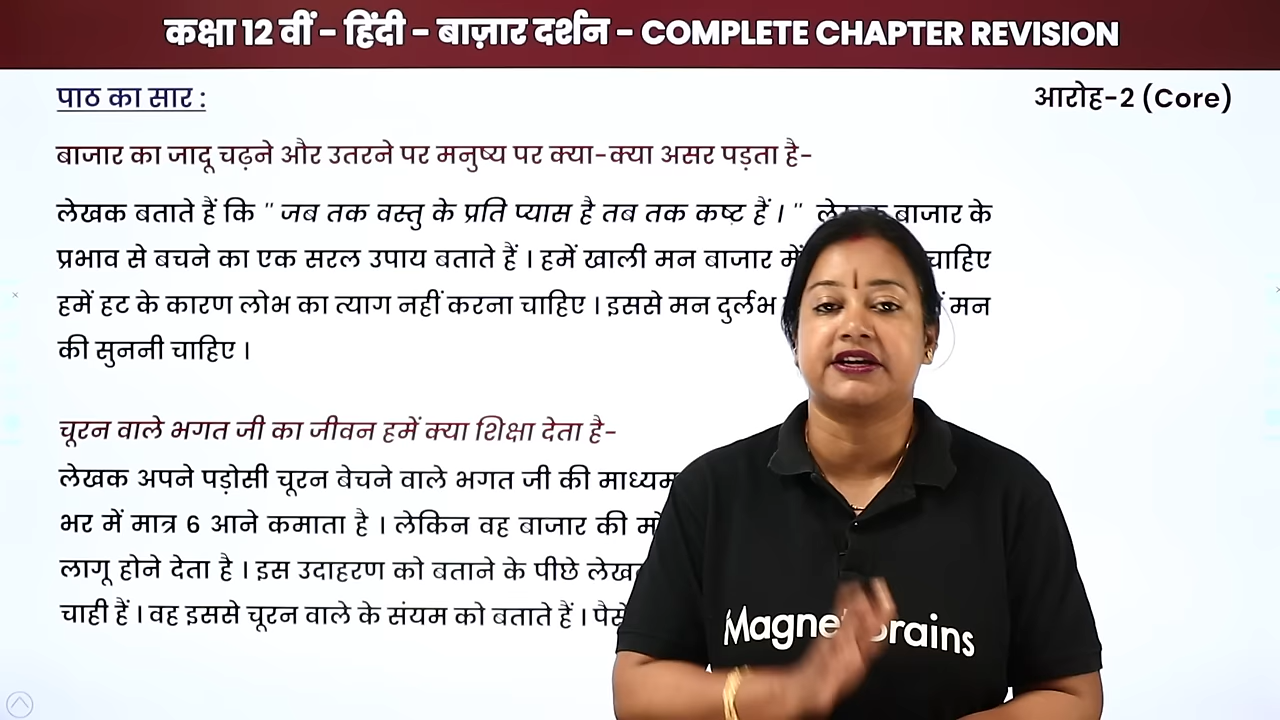 कक्षा 12 वीं - हिंदी - बाज़ार दर्शन - COMPLETE CHAPTER REVISION
पाठ का सार :
आरोह-2 (Core)
बाजार का जादू चढ़ने और उतरने पर मनुष्य पर क्या-क्या असर पड़ता है-
लेखक बताते हैं कि " जब तक वस्तु के प्रति प्यास है तब तक कष्ट हैं । " बाजार के
प्रभाव से बचने का एक सरल उपाय बताते हैं । हमें खाली मन बाजार में चाहिए
हमें हट के कारण लोभ का त्याग नहीं करना चाहिए । इससे मन दुर्लभ मन
की सुननी चाहिए ।
चूरन वाले भगत जी का जीवन हमें क्या शिक्षा देता है-
लेखक अपने पड़ोसी चूरन बेचने वाले भगत जी की माध्यम
भर में मात्र 6 आने कमाता है । लेकिन वह बाजार की
लागू होने देता है । इस उदाहरण को बताने के पीछे
चाही हैं । वह इससे चूरन वाले के संयम को बताते हैं ।